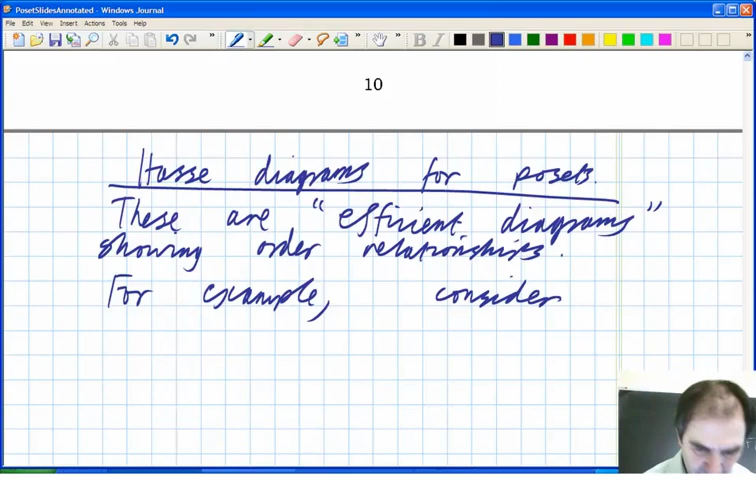 PosetSlidesAnnotated - Windows Journal
File Edit View Insert Actions Tools Help
B I
10
Hasse diagrams for posets.
These are "efficient diagrams"
showing order relationships.
For example, consider